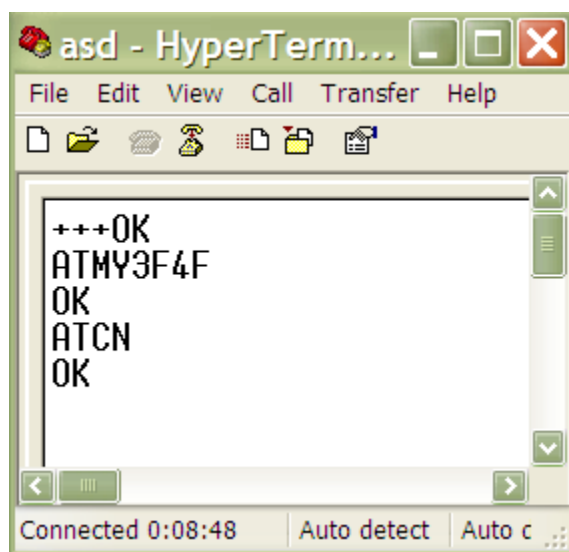 asd - HyperTerm...
File Edit View Call Transfer Help
+++OK
ATMY3F4F
OK
ATCN
OK
Connected 0:08:48 Auto detect Auto